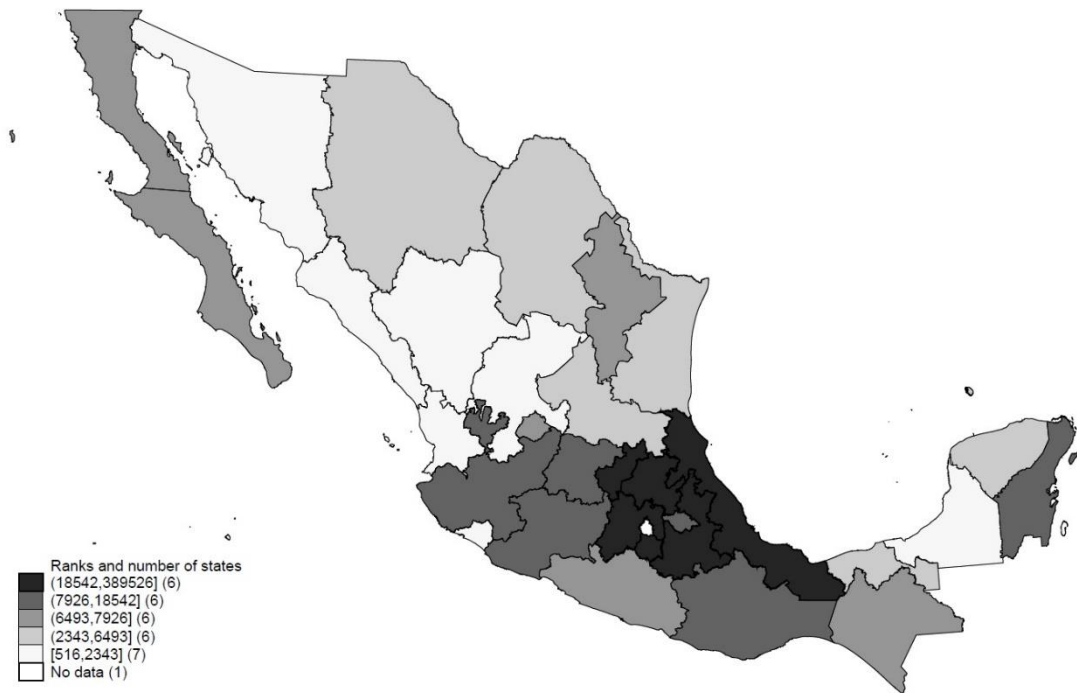 Ranks and number of states
(18542,389526] (6)
(7926,18542] (6)
(6493,7926] (6)
(2343,6493] (6)
[516,2343] (7)
No data (1)